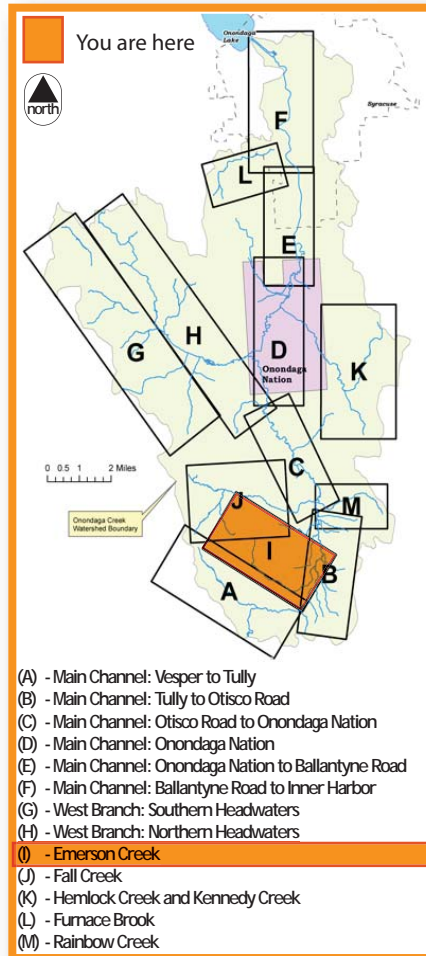 You are here
north
Onondaga
Lake
Syracuse
F
L
E
G
H
D
Onondaga
Nation
K
0 0.5 1 2 Miles
C
Onondaga Creek
Watershed Boundary
J
M
I
B
A
(A) - Main Channel: Vesper to Tully
(B) - Main Channel: Tully to Otisco Road
(C) - Main Channel: Otisco Road to Onondaga Nation
(D) - Main Channel: Onondaga Nation
(E) - Main Channel: Onondaga Nation to Ballantyne Road
(F) - Main Channel: Ballantyne Road to Inner Harbor
(G) - West Branch: Southern Headwaters
(H) - West Branch: Northern Headwaters
(I) - Emerson Creek
(J) - Fall Creek
(K) - Hemlock Creek and Kennedy Creek
(L) - Furnace Brook
(M) - Rainbow Creek